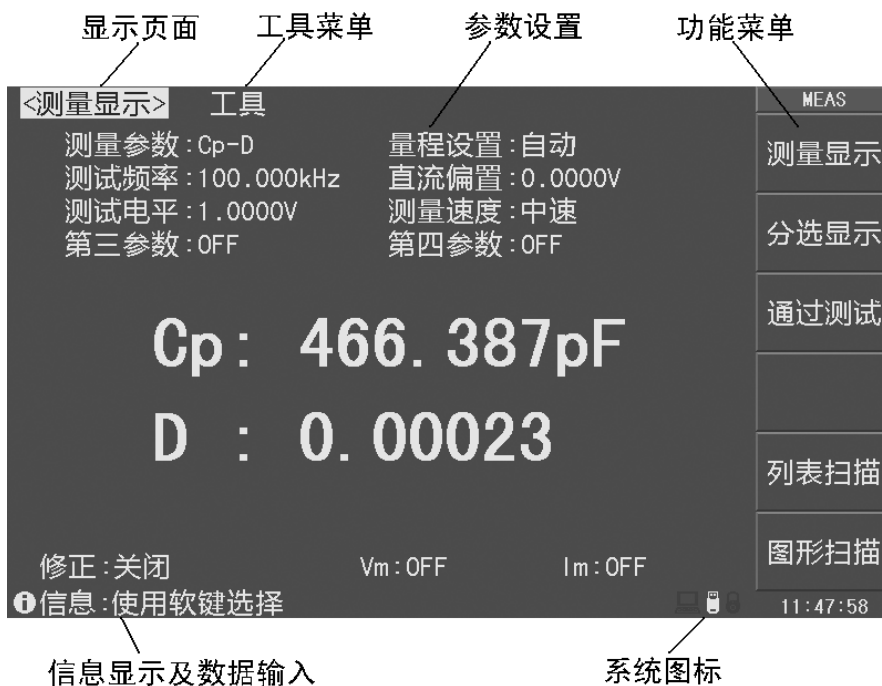 显示页面 工具菜单 参数设置 功能菜单
<测量显示> 工具 MEAS
测量参数:Cp-D 量程设置:自动 测量显示
测试频率:100.000kHz 直流偏置:0.0000V
测试电平:1.0000V 测量速度:中速
第三参数:OFF 第四参数:OFF 分选显示
Cp: 466.387pF 通过测试
D : 0.00023
列表扫描
修正:关闭 Vm:OFF Im:OFF 图形扫描
信息:使用软键选择 11:47:58
信息显示及数据输入 系统图标